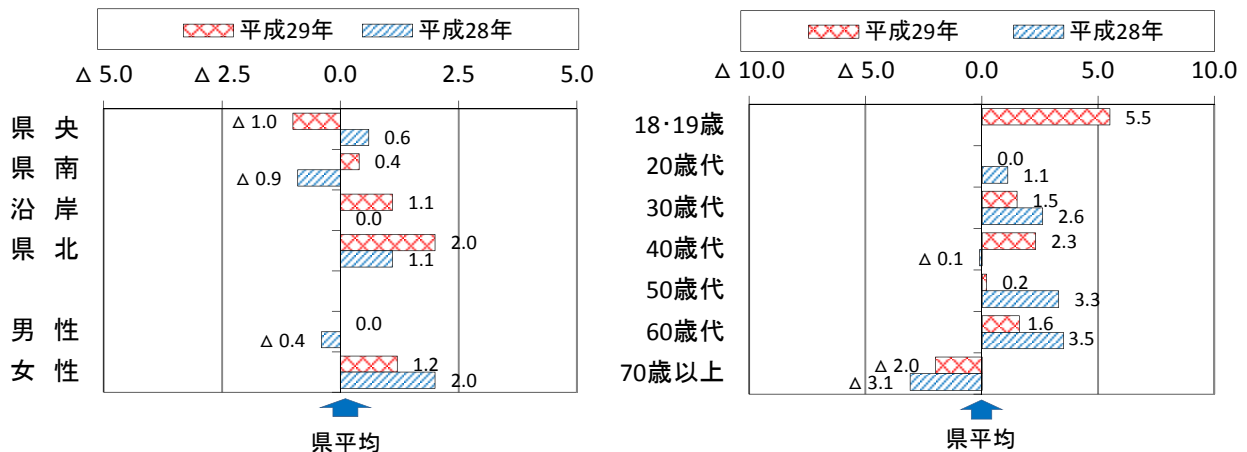 平成29年 平成28年
△ 5.0 △ 2.5 0.0 2.5 5.0
県 央 △ 1.0 0.6
県 南 0.4 △ 0.9
沿 岸 1.1 0.0
県 北 2.0 1.1
男 性 0.0 △ 0.4
女 性 1.2 2.0
県平均
平成29年 平成28年
△ 10.0 △ 5.0 0.0 5.0 10.0
18･19歳 5.5
20歳代 0.0 1.1
30歳代 1.5 2.6
40歳代 2.3 △ 0.1
50歳代 0.2 3.3
60歳代 1.6 3.5
70歳以上 △ 2.0 △ 3.1
県平均